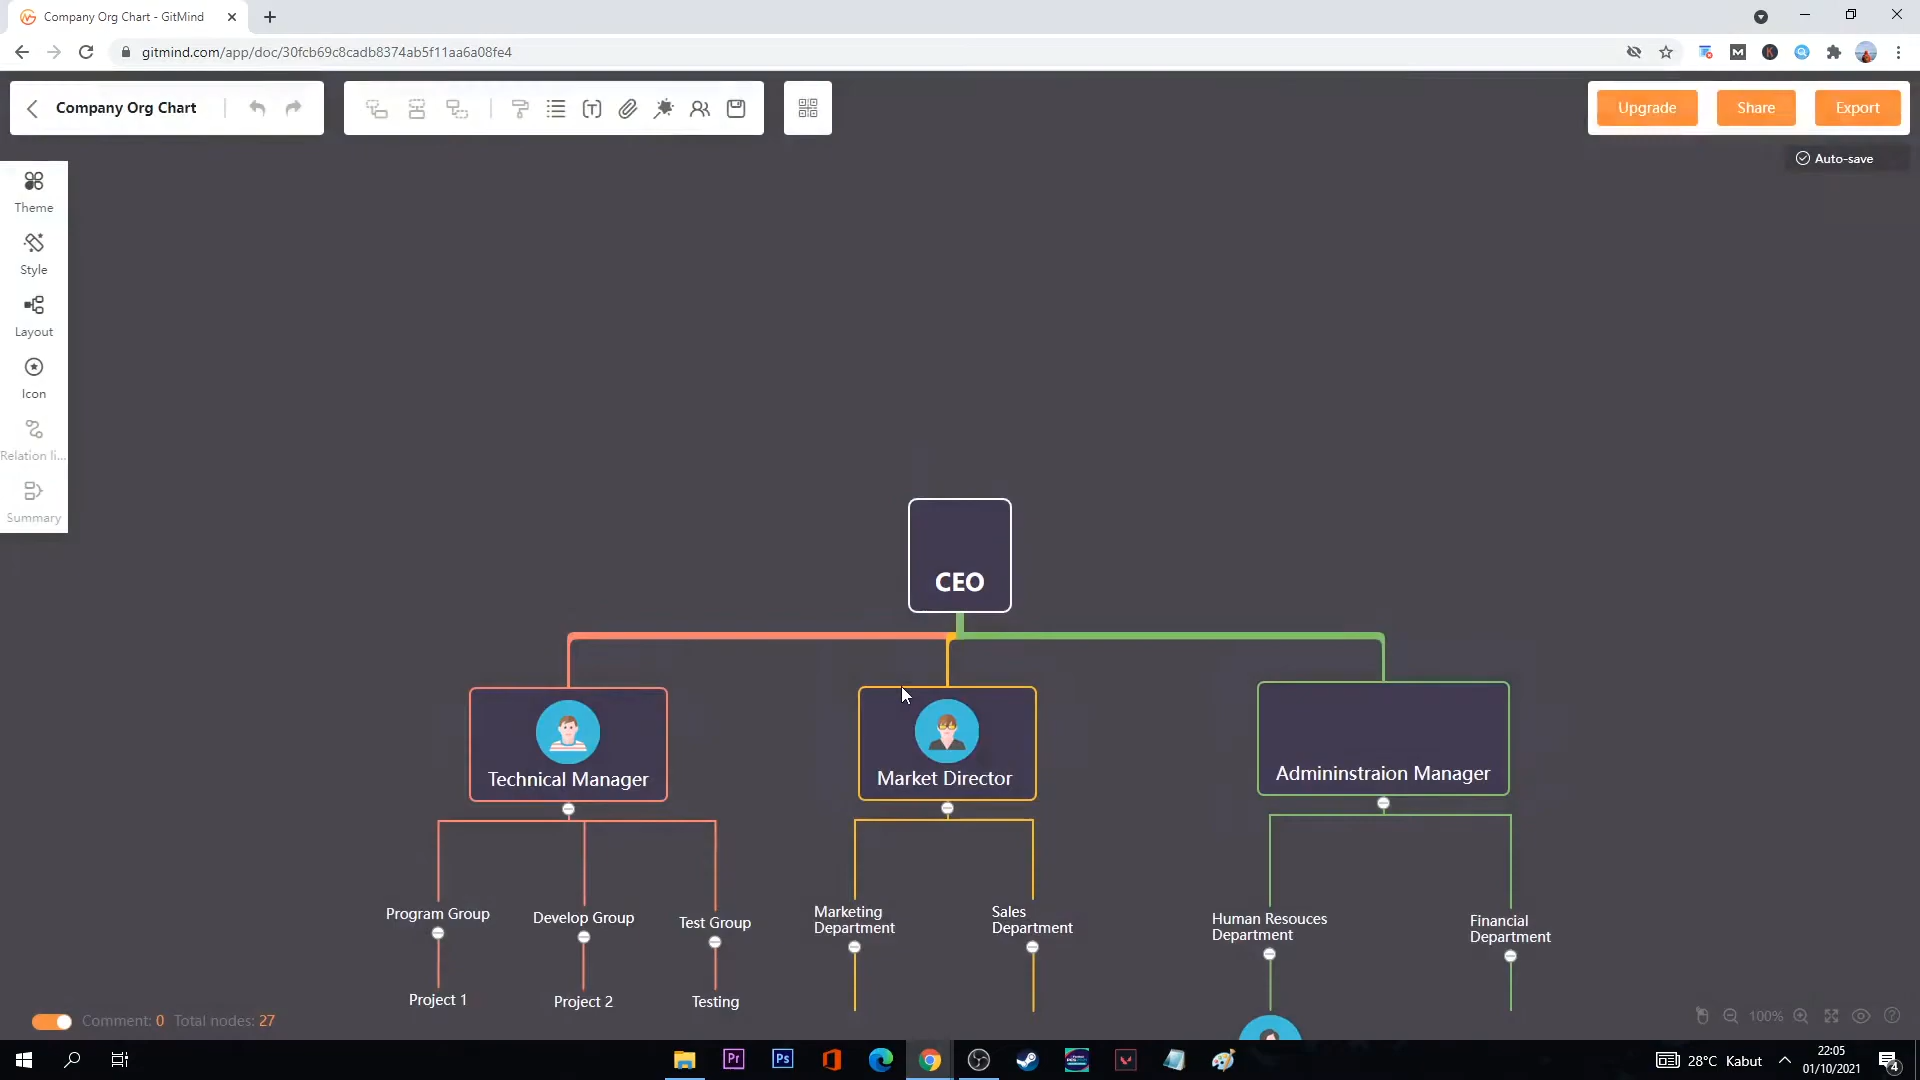 Company Org Chart - GitMind
gitmind.com/app/doc/30fcb69c8cadb8374ab5f11aa6a08fe4
Company Org Chart
Upgrade
Share
Export
Auto-save
Theme
Style
Layout
Icon
Relation li...
Summary
CEO
Technical Manager
Market Director
Admininstraion Manager
Program Group
Develop Group
Test Group
Marketing
Department
Sales
Department
Human Resouces
Department
Financial
Department
Project 1
Project 2
Testing
Comment: 0 Total nodes: 27
100%
Pr
Ps
28°C Kabut
22:05
01/10/2021
4